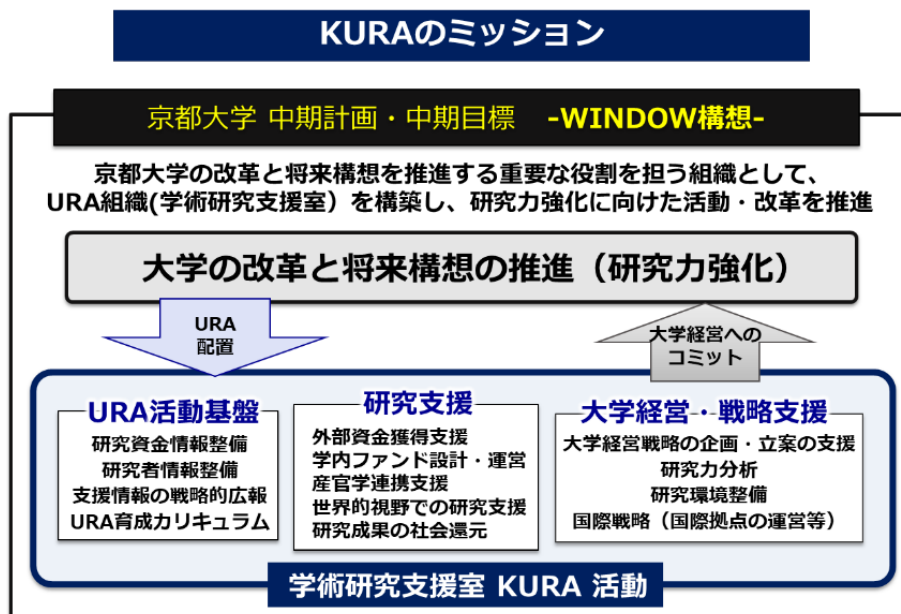 KURAのミッション
京都大学 中期計画・中期目標 -WINDOW構想-
京都大学の改革と将来構想を推進する重要な役割を担う組織として、
URA組織(学術研究支援室）を構築し、研究力強化に向けた活動・改革を推進
大学の改革と将来構想の推進（研究力強化）
URA
配置
大学経営への
コミット
URA活動基盤
研究資金情報整備
研究者情報整備
支援情報の戦略的広報
URA育成カリキュラム
研究支援
外部資金獲得支援
学内ファンド設計・運営
産官学連携支援
世界的視野での研究支援
研究成果の社会還元
大学経営・戦略支援
大学経営戦略の企画・立案の支援
研究力分析
研究環境整備
国際戦略（国際拠点の運営等）
学術研究支援室 KURA 活動